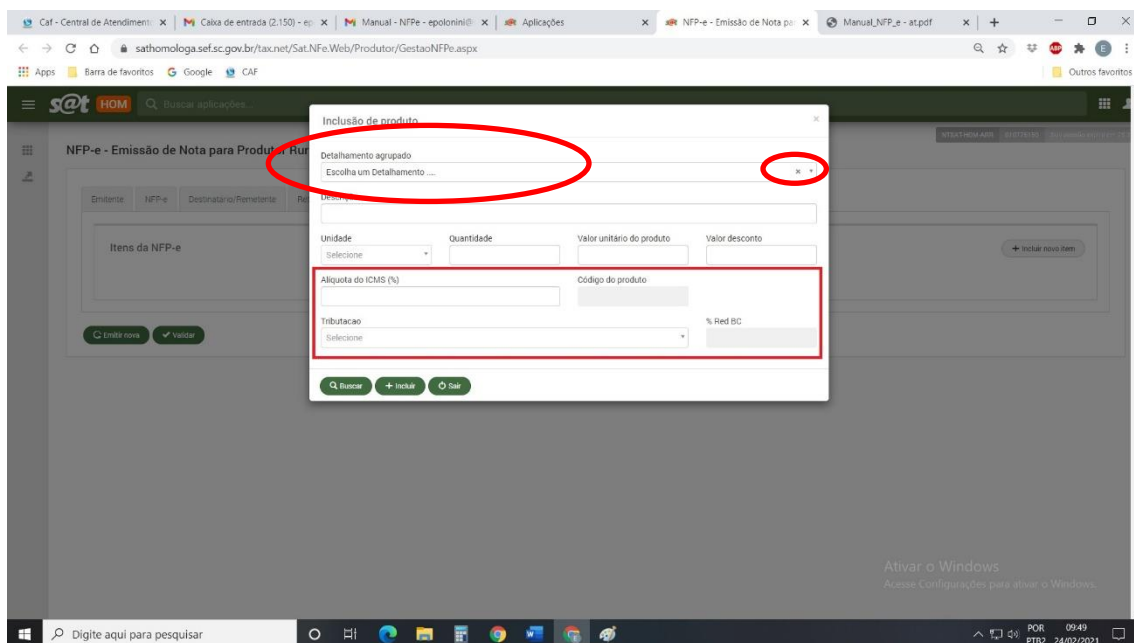 Caf - Central de Atendimento
Caixa de entrada (2.150) - ep
Manual - NFPe - epolonini@
Aplicações
NFP-e - Emissão de Nota pa
Manual_NFP_e - at.pdf
sathomologa.sef.sc.gov.br/tax.net/Sat.NFe.Web/Produtor/GestaoNFPe.aspx
ABP
E
Apps
Barra de favoritos
G Google
CAF
Outros favoritos
s@t HOM
Buscar aplicações...
Inclusão de produto
NFP-e - Emissão de Nota para Produtor Rur
Detalhamento agrupado
Escolha um Detalhamento ....
Emitente
NFP-e
Destinatário/Remetente
Descrição
Itens da NFP-e
Unidade
Quantidade
Valor unitário do produto
Valor desconto
Selecione
+ Incluir novo item
Alíquota do ICMS (%)
Código do produto
Tributacao
% Red BC
Selecione
Emitir nova
Validar
Buscar
+ Incluir
Sair
Ativar o Windows
Acesse Configurações para ativar o Windows.
Digite aqui para pesquisar
POR
09:49
PTB2
24/02/2021